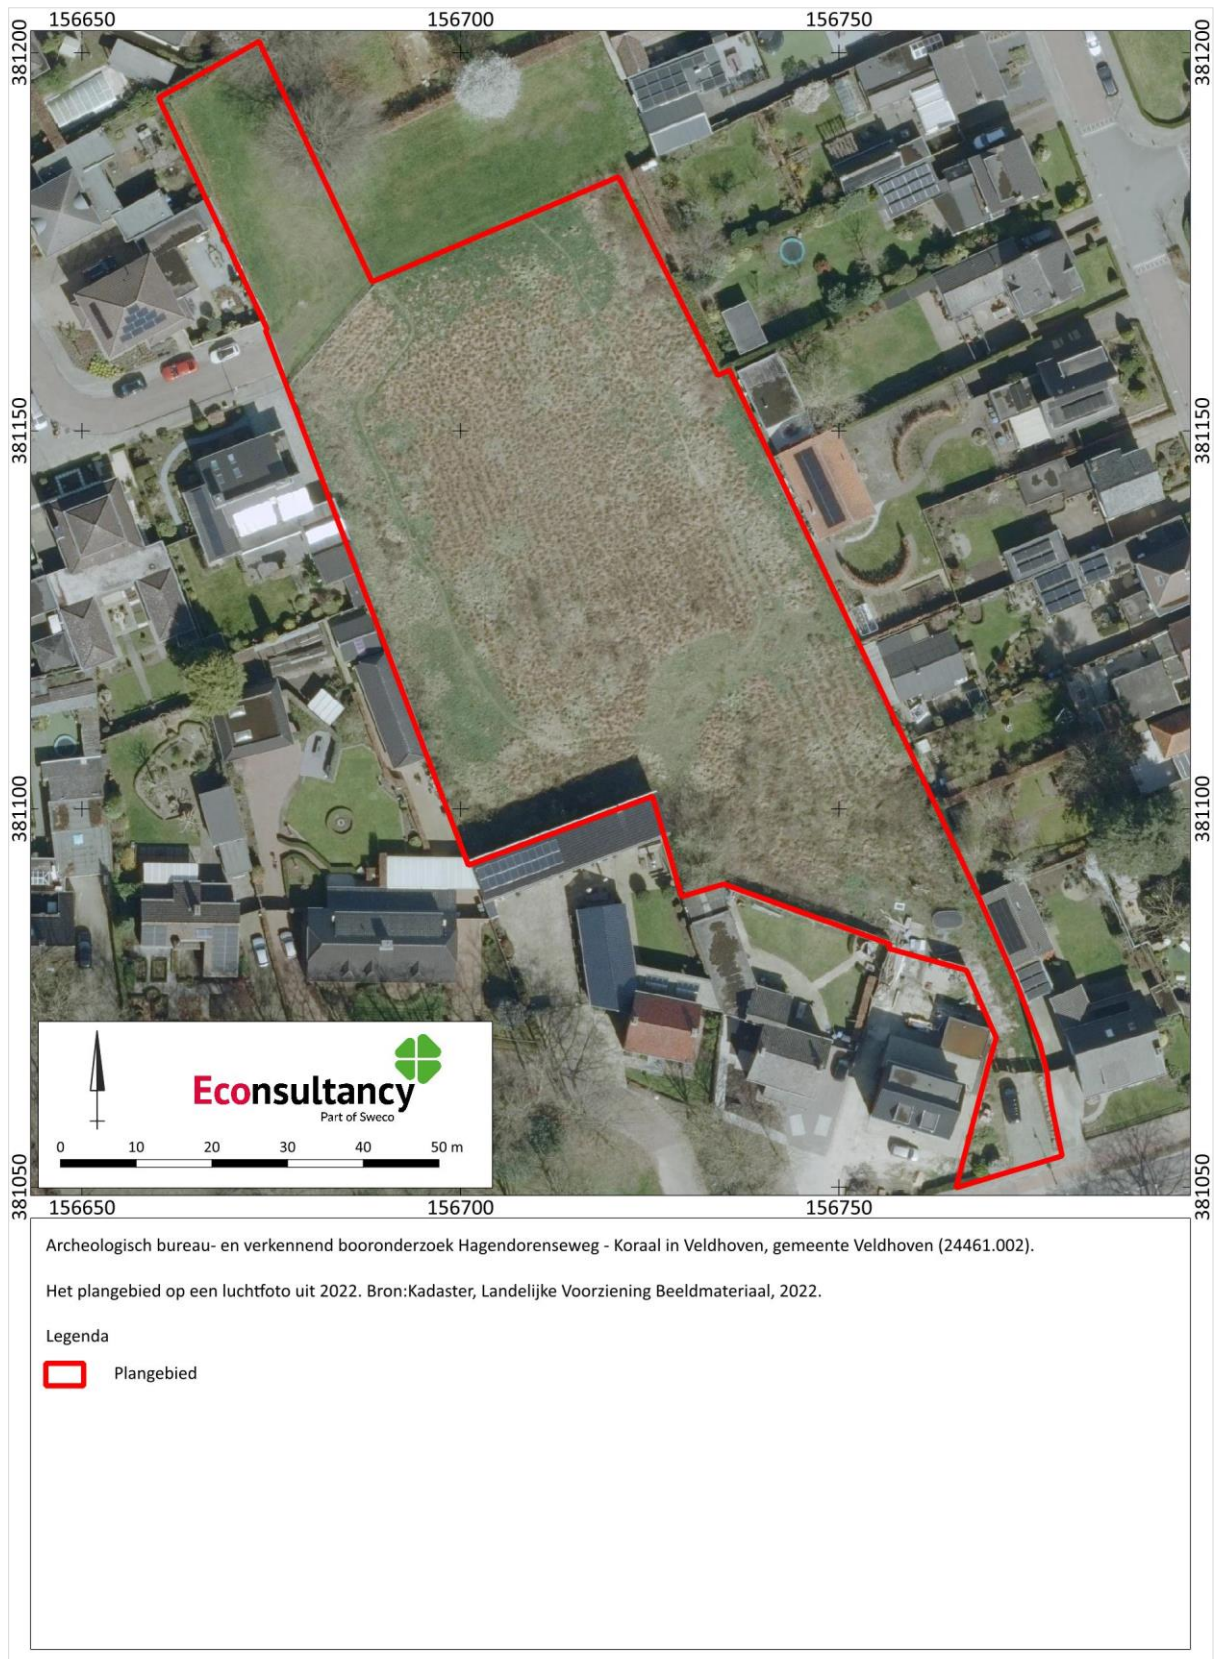 156650 156700 156750
381200 381200
381150 381150
381100 381100
Econsultancy
Part of Sweco
0 10 20 30 40 50 m
381050 381050
156650 156700 156750
Archeologisch bureau- en verkennend booronderzoek Hagendorenseweg - Koraal in Veldhoven, gemeente Veldhoven (24461.002).
Het plangebied op een luchtfoto uit 2022. Bron:Kadaster, Landelijke Voorziening Beeldmateriaal, 2022.
Legenda
Plangebied